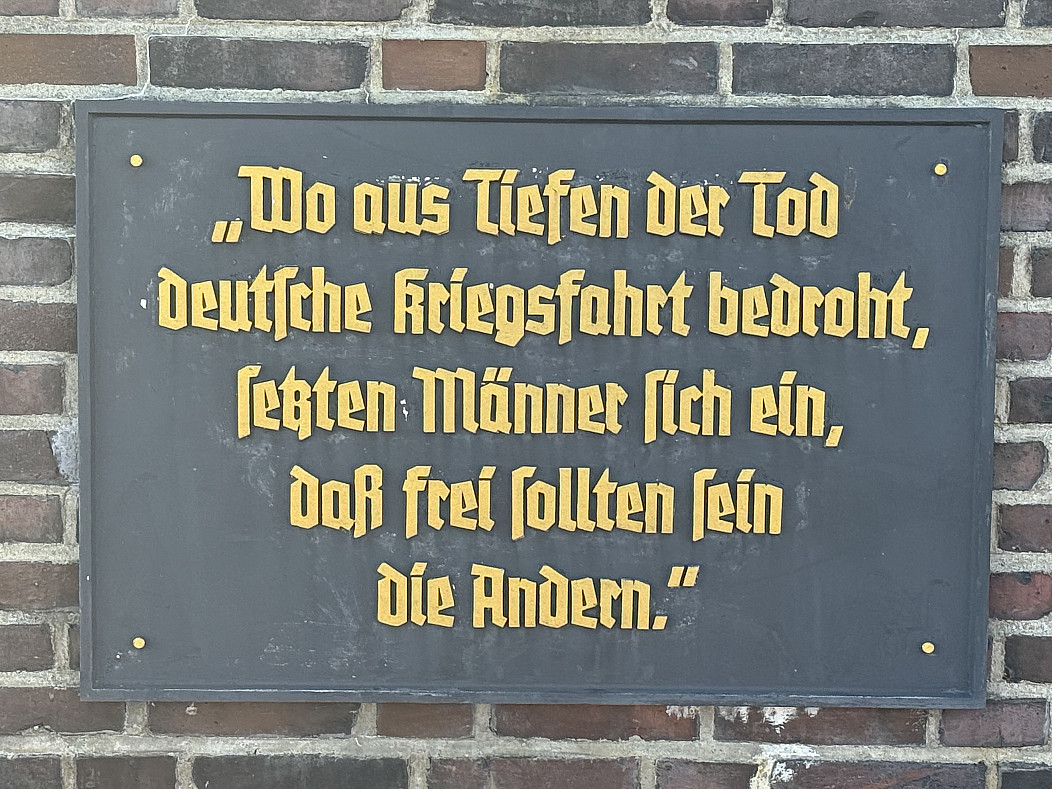 „Wo aus Tiefen der Tod
deutsche Kriegsfahrt bedroht,
setzten Männer sich ein,
daß frei sollten sein
die Andern.“